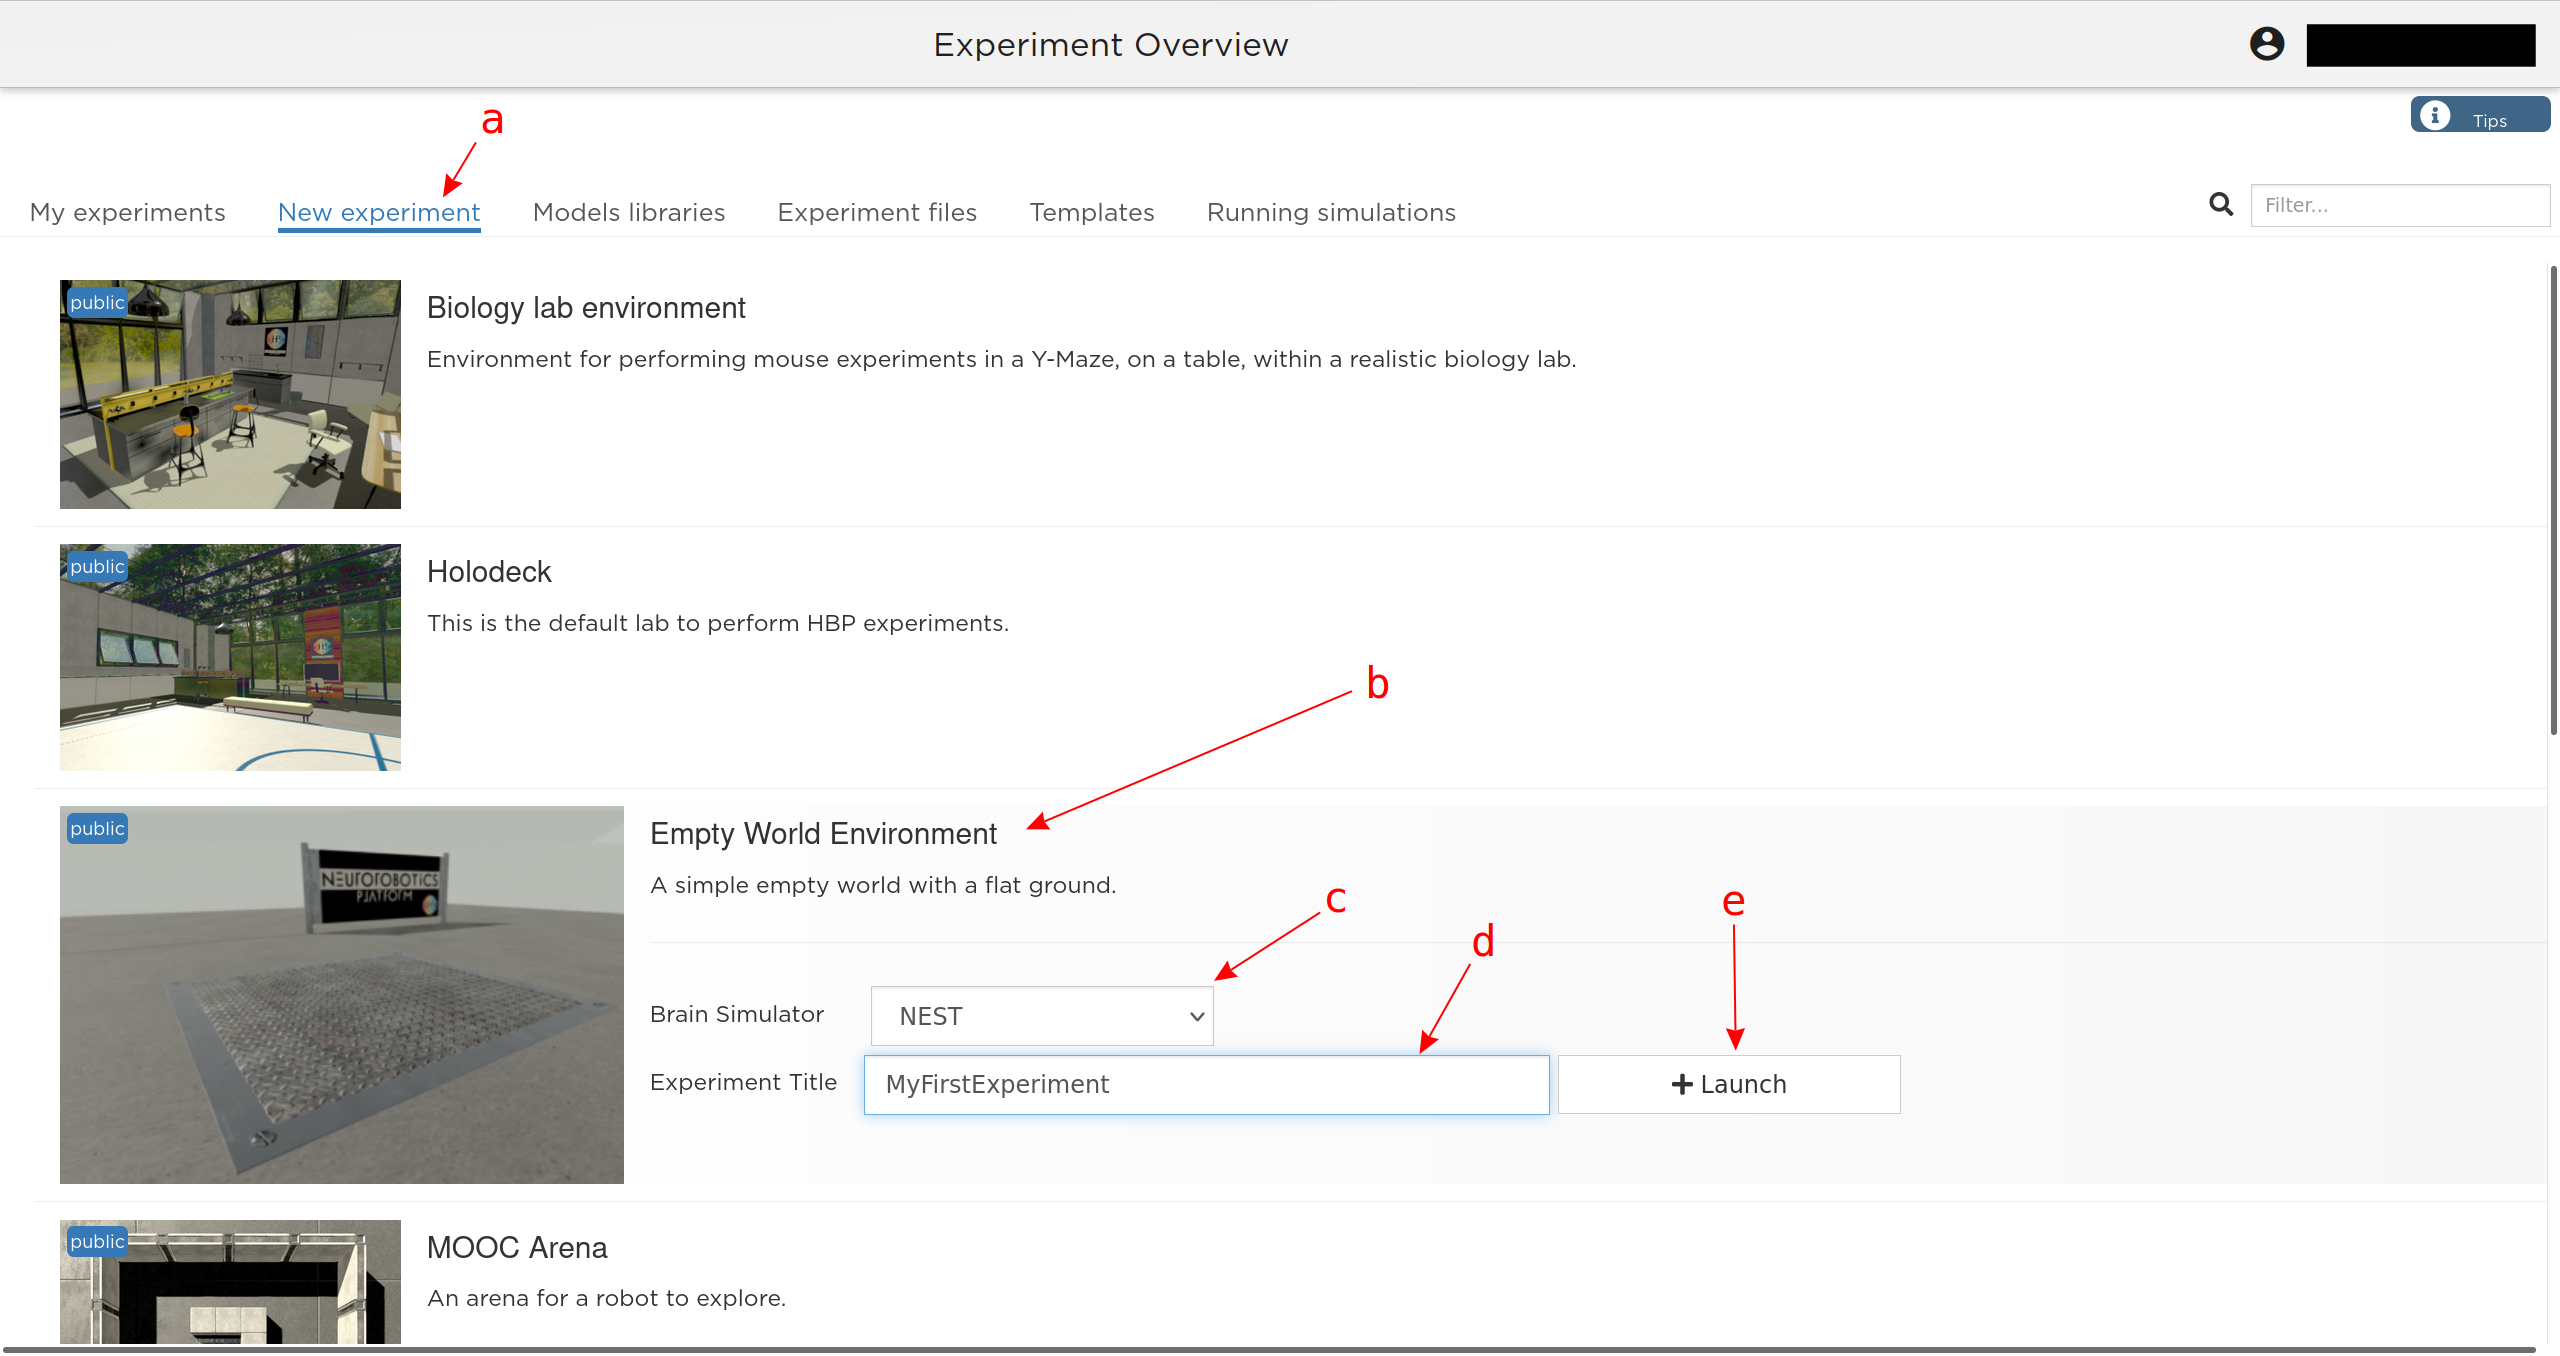 Experiment Overview
Tips
a
My experiments New experiment Models libraries Experiment files Templates Running simulations Filter...
public
Biology lab environment
Environment for performing mouse experiments in a Y-Maze, on a table, within a realistic biology lab.
public
Holodeck
This is the default lab to perform HBP experiments.
b
public
Empty World Environment
A simple empty world with a flat ground.
NEUROROBOTICS
PLATFORM
c
d
e
Brain Simulator NEST
Experiment Title MyFirstExperiment Launch
public
MOOC Arena
An arena for a robot to explore.